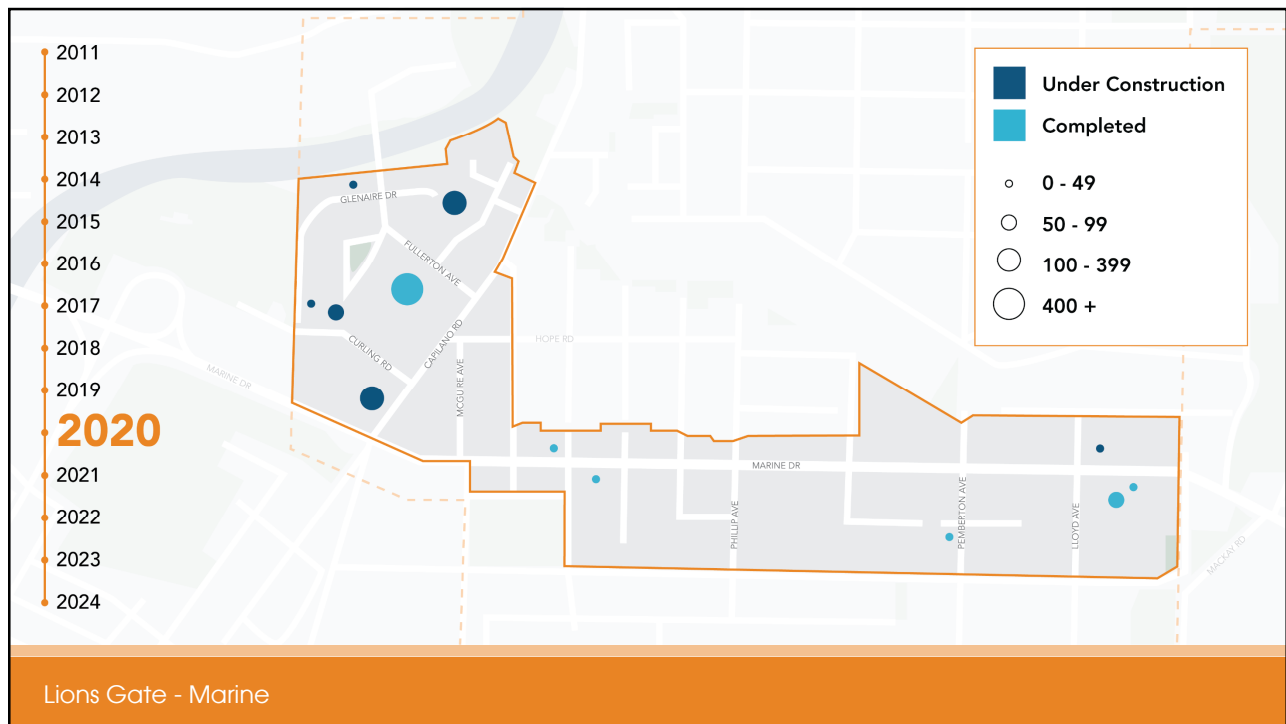 2011
2012
2013
2014
2015
2016
2017
2018
2019
2020
2021
2022
2023
2024
Under Construction
Completed
0 - 49
50 - 99
100 - 399
400 +
GLENAIRE DR
FULLERTON AVE
CAPILANO RD
CURLING RD
MARINE DR
MCGUIRE AVE
HOPE RD
MARINE DR
PHILLIP AVE
PEMBERTON AVE
LLOYD AVE
MACKAY RD
Lions Gate - Marine